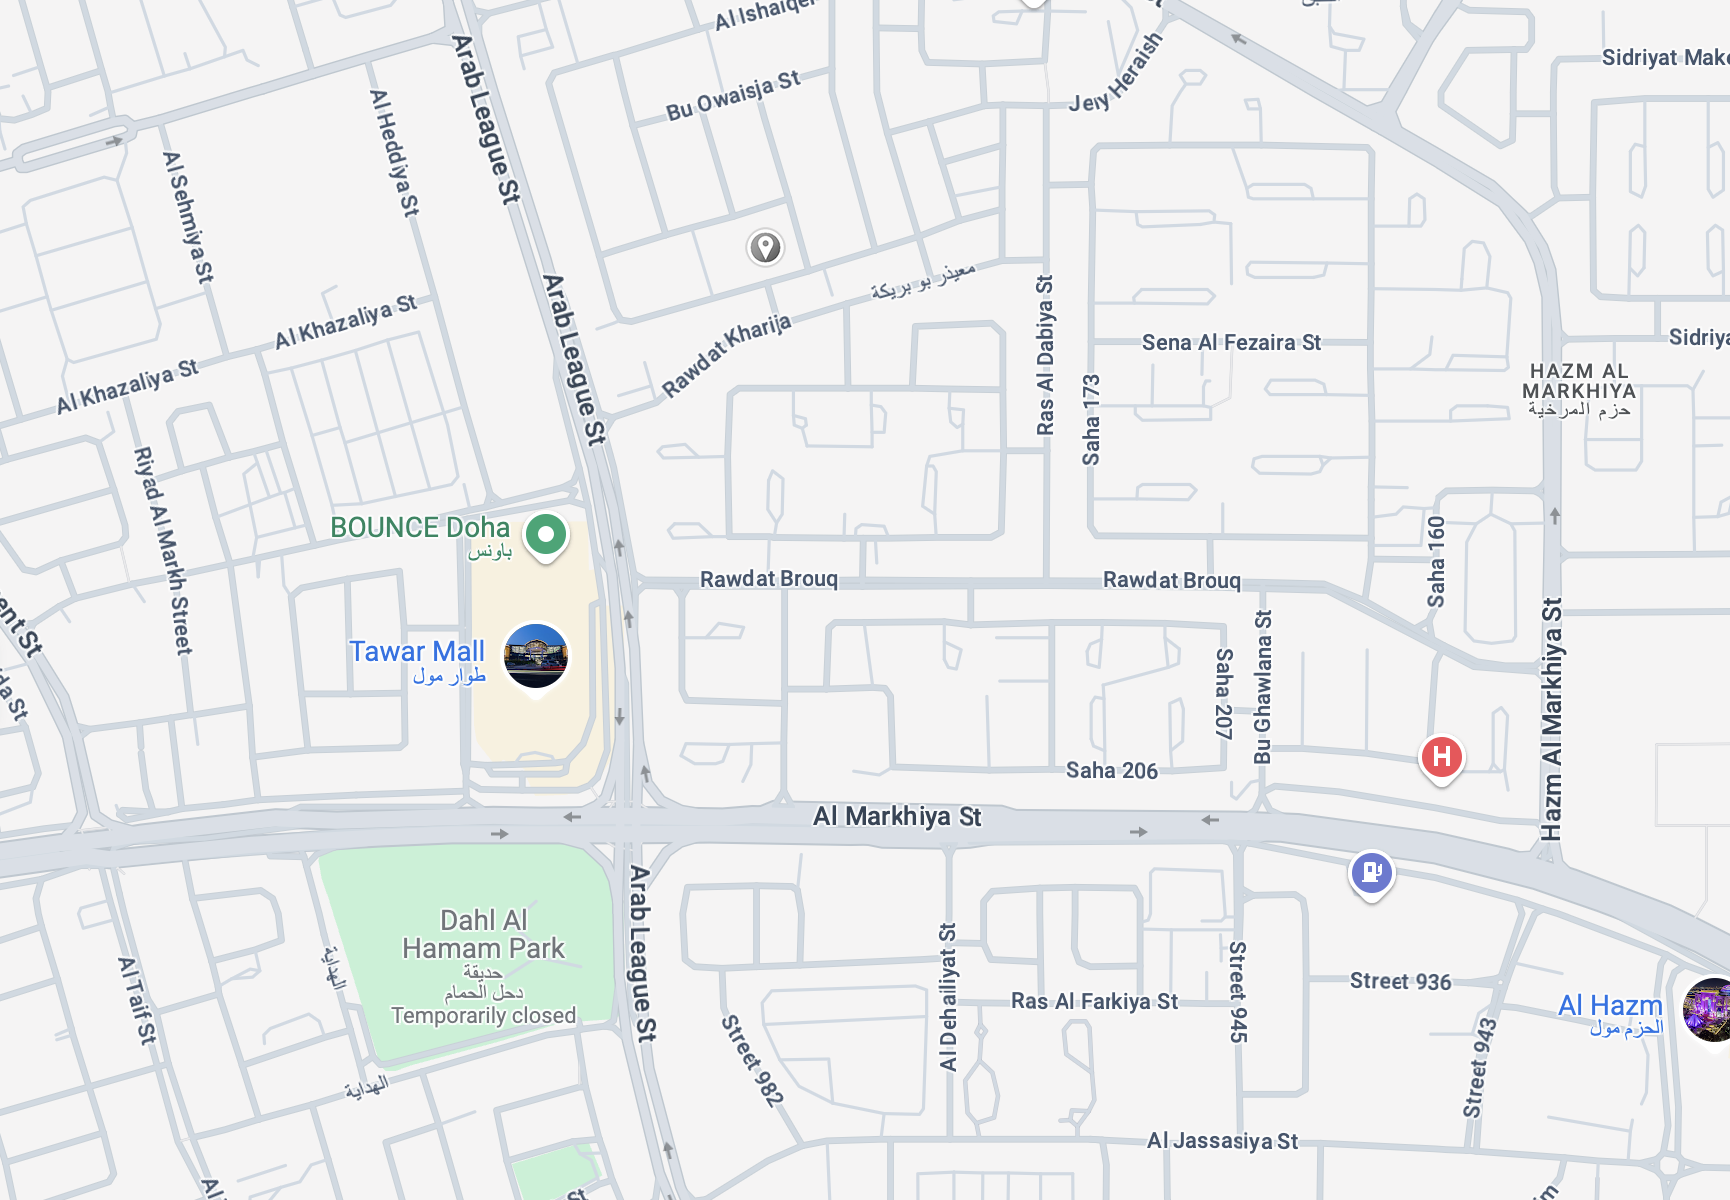 Al Ishaiqer
Arab League St
Bu Owaisja St
Al Heddiya St
Al Sehmiya St
Jery Heraish
Sidriyat Make
معيذر بو بريكة
Al Khazaliya St
Al Khazaliya St
Rawdat Kharija
Arab League St
Ras Al Dabiya St
Saha 173
Sena Al Fezaira St
Sidriya
HAZM AL
MARKHIYA
حزم المرخية
Riyad Al Markh Street
BOUNCE Doha
باونس
Rawdat Brouq
Rawdat Brouq
Saha 160
Tawar Mall
طوار مول
Saha 207
Bu Ghawlana St
Hazm Al Markhiya St
H
Saha 206
Al Markhiya St
Dahl Al
Hamam Park
حديقة
دحل الحمام
Temporarily closed
الهداية
الهداية
Al Taif St
Arab League St
Street 982
Al Dehailiyat St
Ras Al Farkiya St
Street 945
Street 936
Street 943
Al Hazm
الحزم مول
Al Jassasiya St